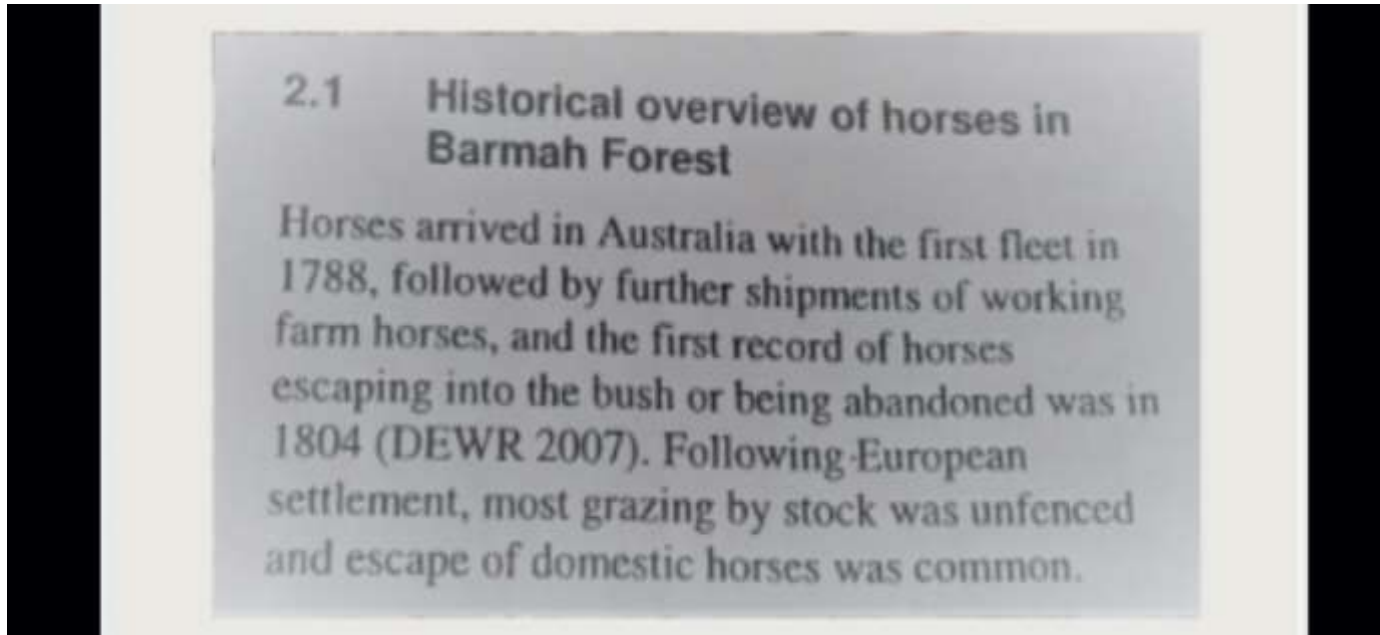 2.1 Historical overview of horses in
Barmah Forest
Horses arrived in Australia with the first fleet in
1788, followed by further shipments of working
farm horses, and the first record of horses
escaping into the bush or being abandoned was in
1804 (DEWR 2007). Following European
settlement, most grazing by stock was unfenced
and escape of domestic horses was common.